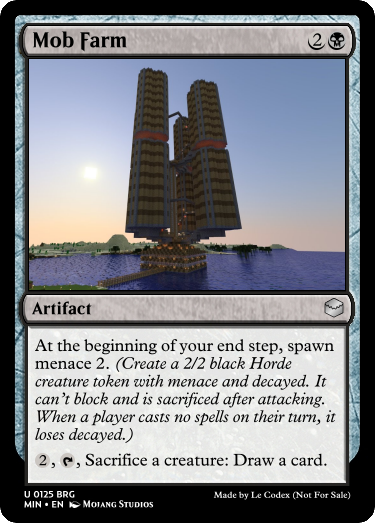 Mob Farm 2
Artifact
At the beginning of your end step, spawn
menace 2. (Create a 2/2 black Horde
creature token with menace and decayed. It
can't block and is sacrificed after attacking.
When a player casts no spells on their turn, it
loses decayed.)
2, , Sacrifice a creature: Draw a card.
U 0125 BRG
MIN • EN Mojang Studios
Made by Le Codex (Not For Sale)